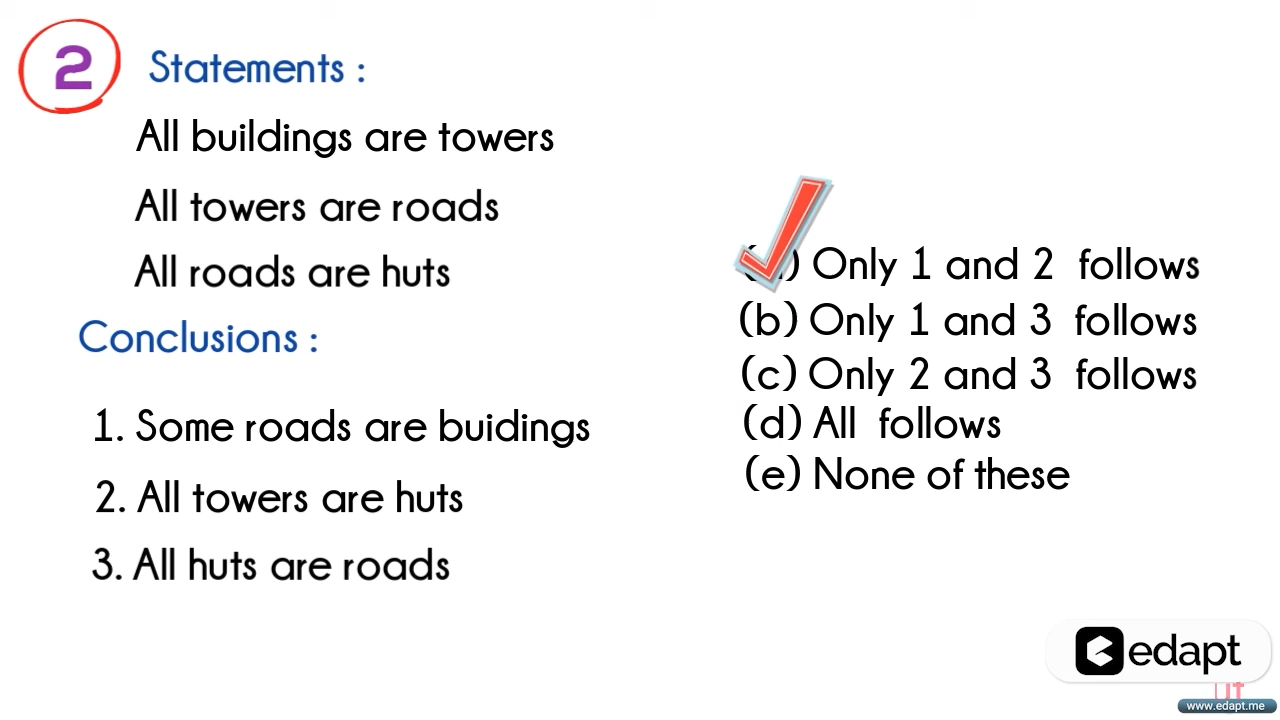 2 Statements :
All buildings are towers
All towers are roads
All roads are huts
Conclusions :
1. Some roads are buidings
2. All towers are huts
3. All huts are roads
Only 1 and 2 follows
(b) Only 1 and 3 follows
(c) Only 2 and 3 follows
(d) All follows
(e) None of these
edapt
www.edapt.me